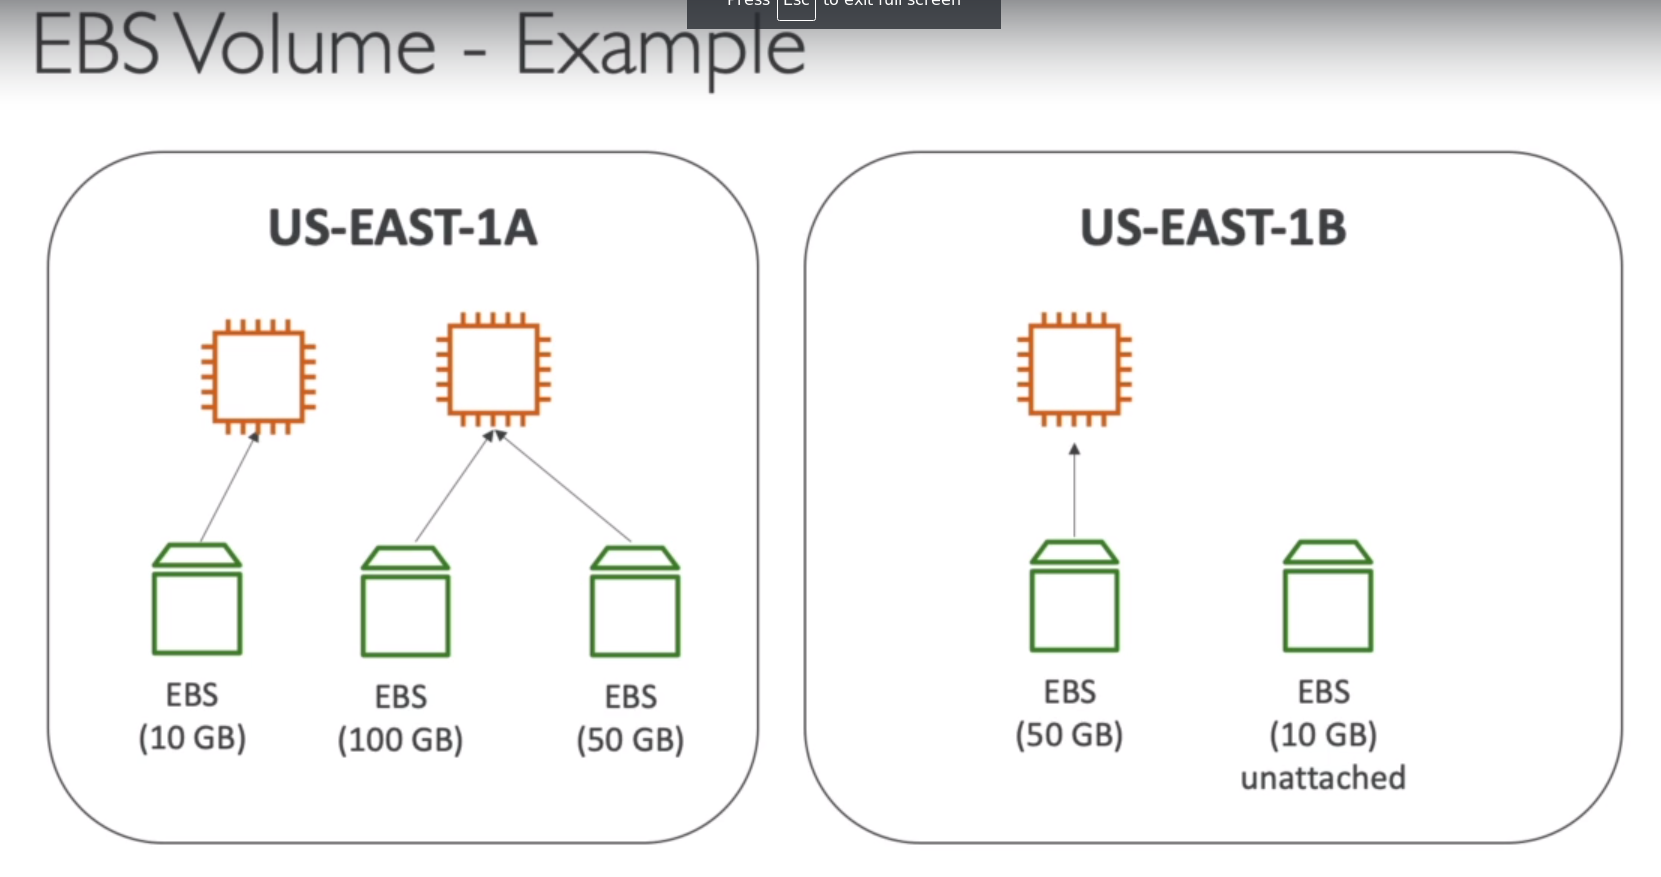 Press Esc to exit full screen
EBS Volume - Example
US-EAST-1A
US-EAST-1B
EBS
(10 GB)
EBS
(100 GB)
EBS
(50 GB)
EBS
(50 GB)
EBS
(10 GB)
unattached